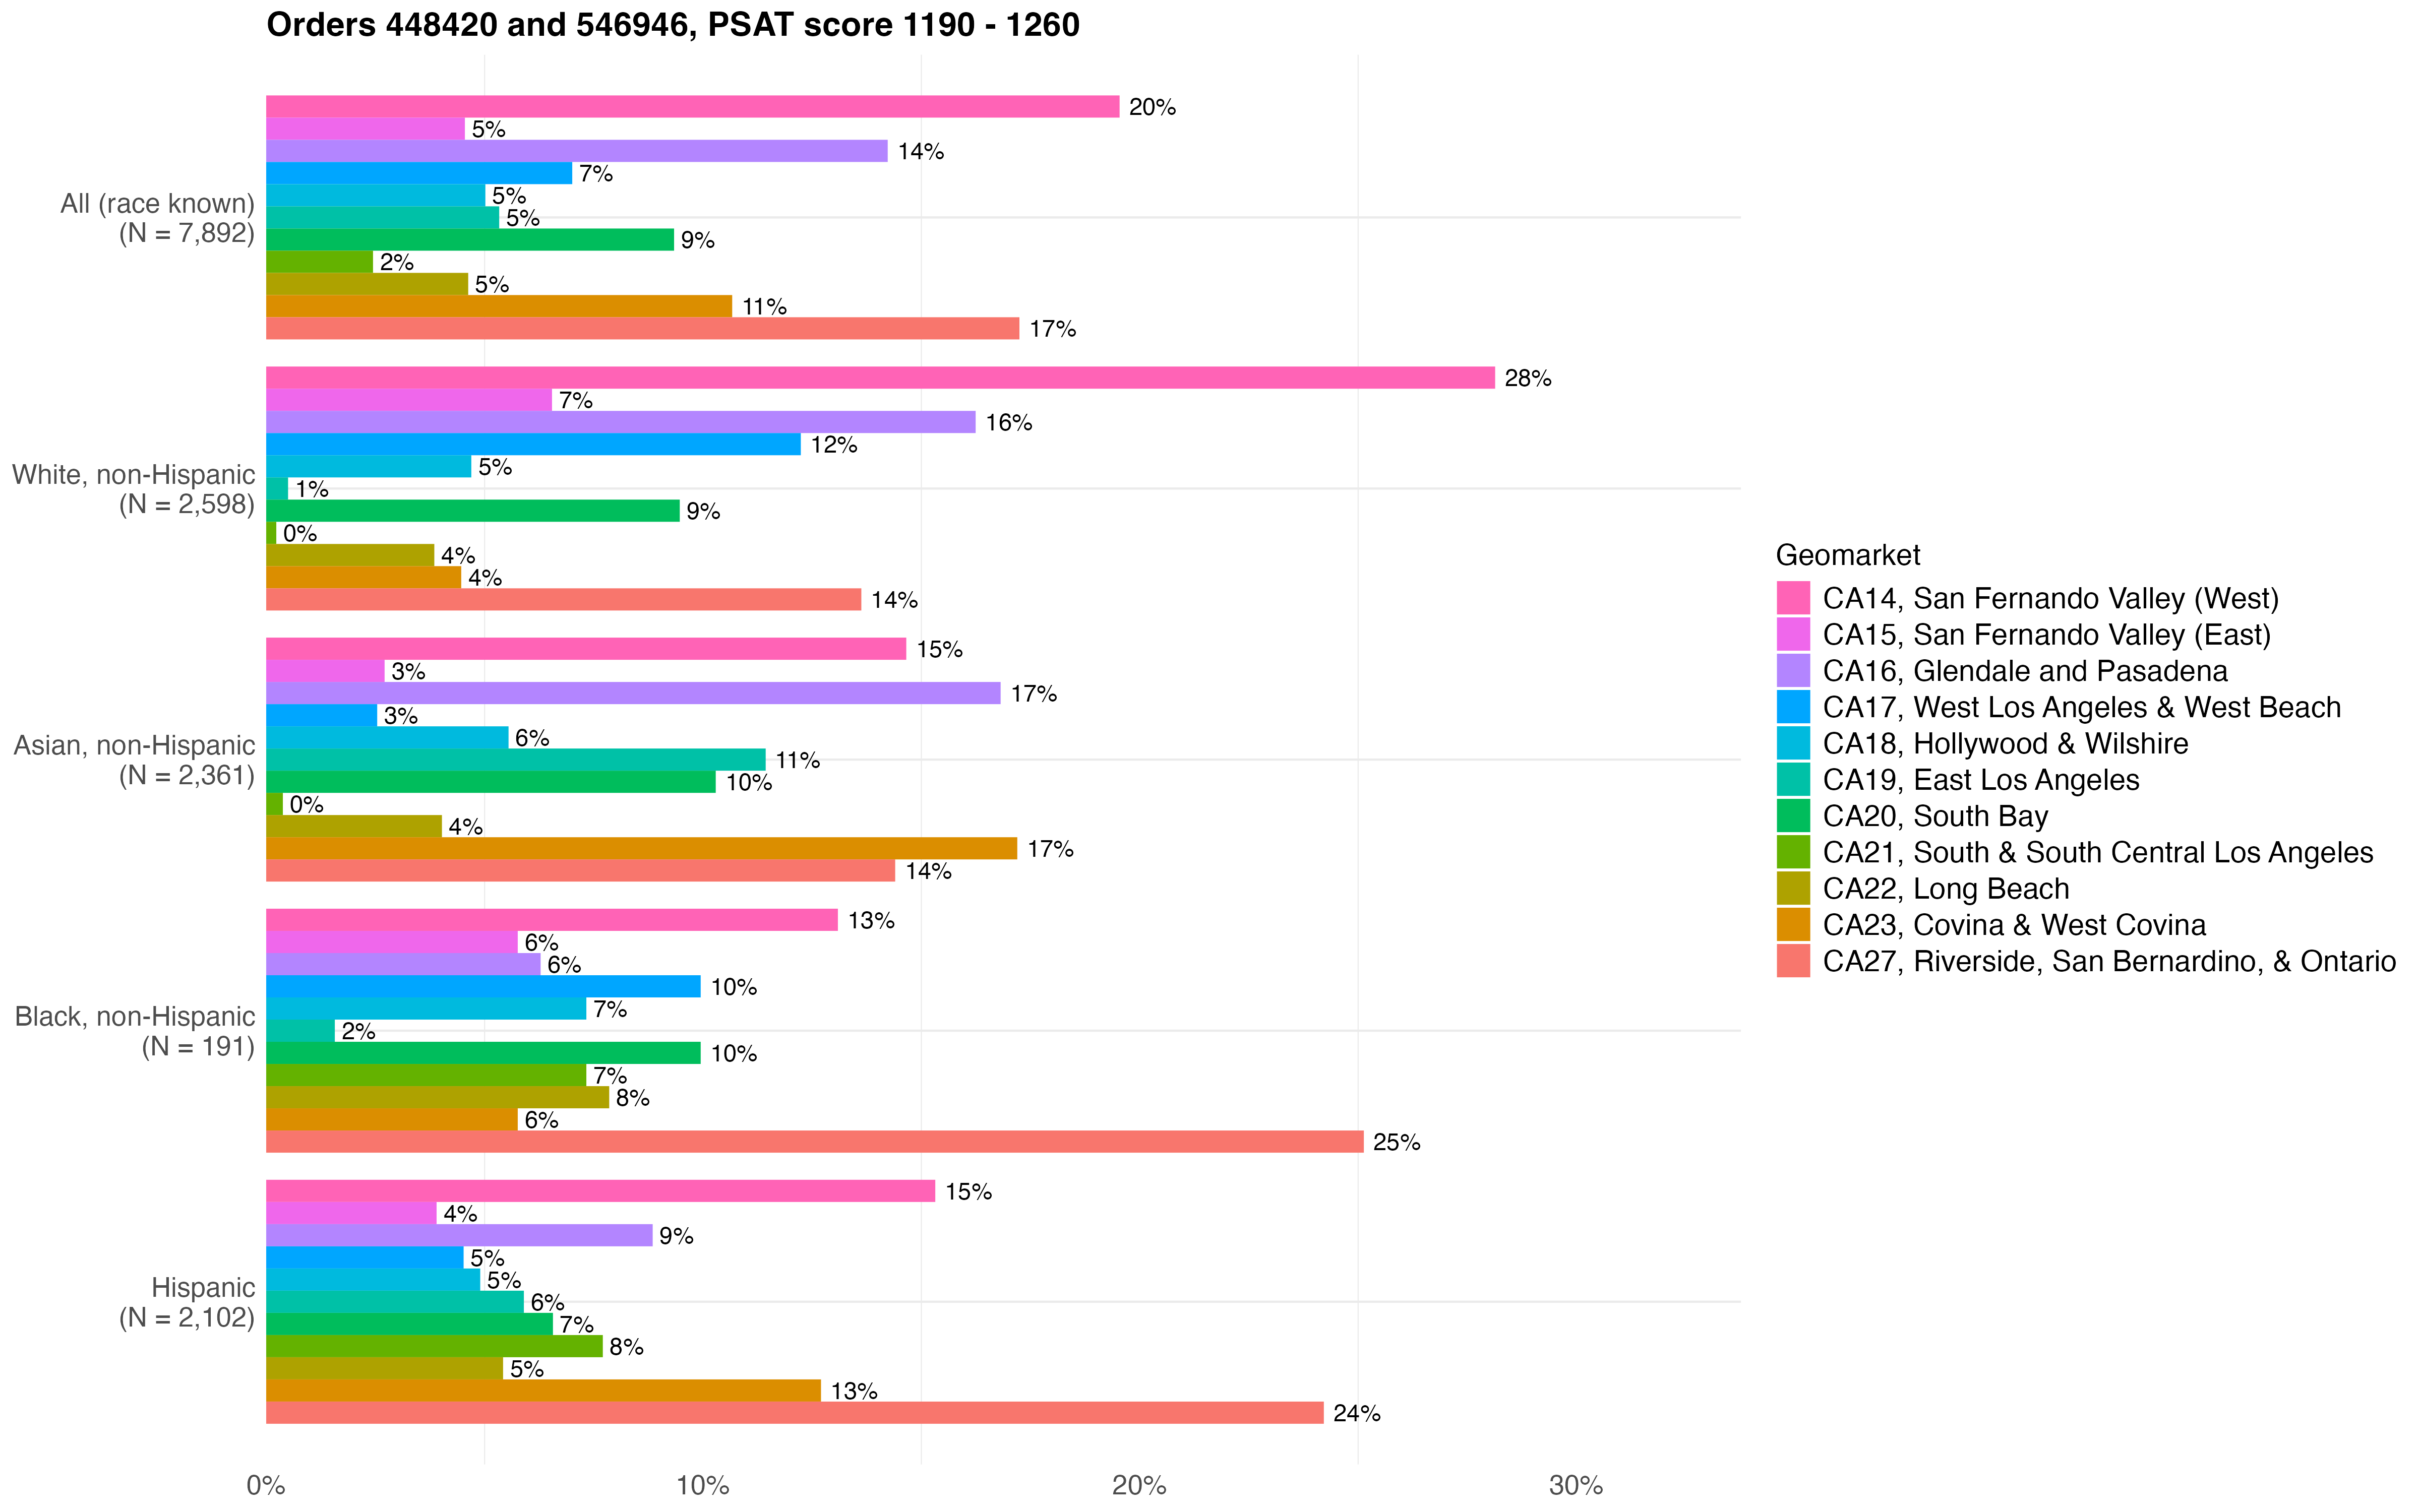 Orders 448420 and 546946, PSAT score 1190 - 1260
All (race known)
(N = 7,892)
20%
5%
14%
7%
5%
5%
9%
2%
5%
11%
17%
White, non-Hispanic
(N = 2,598)
28%
7%
16%
12%
5%
1%
9%
0%
4%
4%
14%
Asian, non-Hispanic
(N = 2,361)
15%
3%
17%
3%
6%
11%
10%
0%
4%
17%
14%
Black, non-Hispanic
(N = 191)
13%
6%
6%
10%
7%
2%
10%
7%
8%
6%
25%
Hispanic
(N = 2,102)
15%
4%
9%
5%
5%
6%
7%
8%
5%
13%
24%
0%
10%
20%
30%
Geomarket
CA14, San Fernando Valley (West)
CA15, San Fernando Valley (East)
CA16, Glendale and Pasadena
CA17, West Los Angeles & West Beach
CA18, Hollywood & Wilshire
CA19, East Los Angeles
CA20, South Bay
CA21, South & South Central Los Angeles
CA22, Long Beach
CA23, Covina & West Covina
CA27, Riverside, San Bernardino, & Ontario